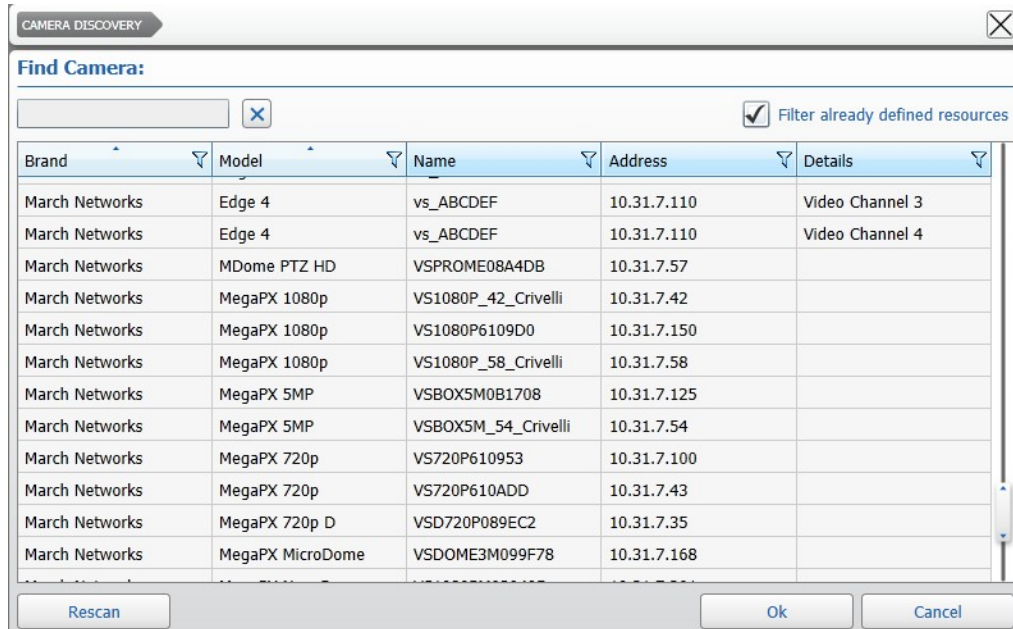 CAMERA DISCOVERY
Find Camera:
Filter already defined resources
Brand Model Name Address Details
March Networks Edge 4 vs_ABCDEF 10.31.7.110 Video Channel 3
March Networks Edge 4 vs_ABCDEF 10.31.7.110 Video Channel 4
March Networks MDome PTZ HD VSPROME08A4DB 10.31.7.57
March Networks MegaPX 1080p VS1080P_42_Crivelli 10.31.7.42
March Networks MegaPX 1080p VS1080P6109D0 10.31.7.150
March Networks MegaPX 1080p VS1080P_58_Crivelli 10.31.7.58
March Networks MegaPX 5MP VSBOX5M0B1708 10.31.7.125
March Networks MegaPX 5MP VSBOX5M_54_Crivelli 10.31.7.54
March Networks MegaPX 720p VS720P610953 10.31.7.100
March Networks MegaPX 720p VS720P610ADD 10.31.7.43
March Networks MegaPX 720p D VSD720P089EC2 10.31.7.35
March Networks MegaPX MicroDome VSDOME3M099F78 10.31.7.168
Rescan Ok Cancel